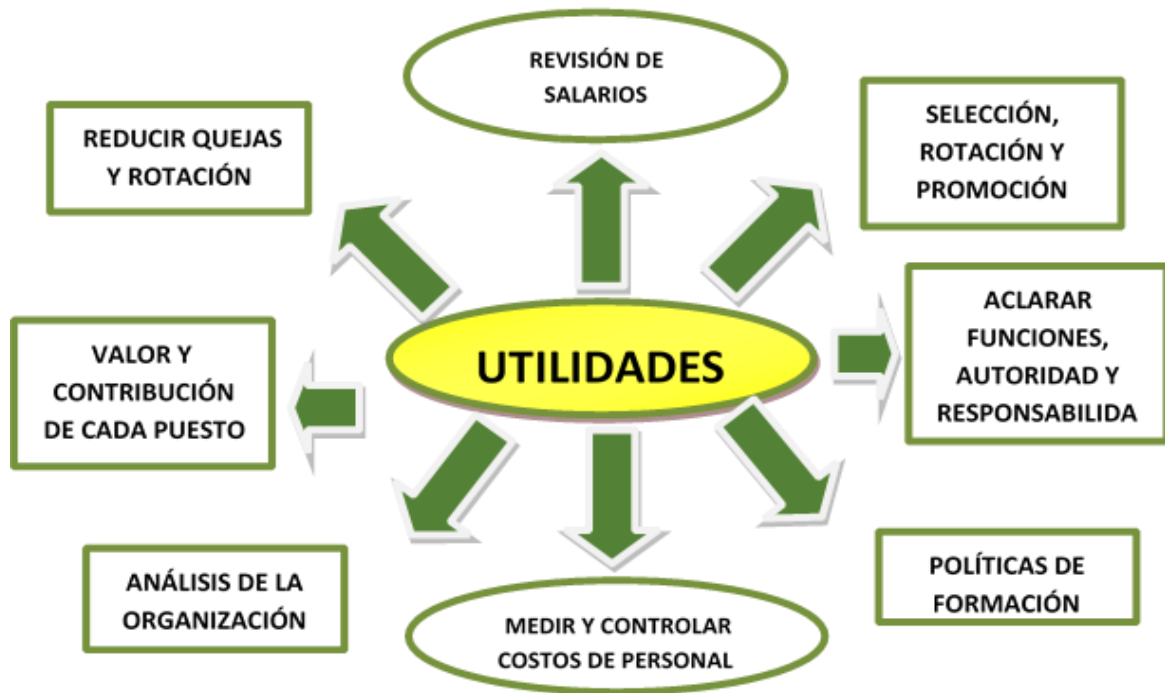 REVISIÓN DE
SALARIOS
REDUCIR QUEJAS
Y ROTACIÓN
SELECCIÓN,
ROTACIÓN Y
PROMOCIÓN
UTILIDADES
VALOR Y
CONTRIBUCIÓN
DE CADA PUESTO
ACLARAR
FUNCIONES,
AUTORIDAD Y
RESPONSABILIDA
ANÁLISIS DE LA
ORGANIZACIÓN
MEDIR Y CONTROLAR
COSTOS DE PERSONAL
POLÍTICAS DE
FORMACIÓN